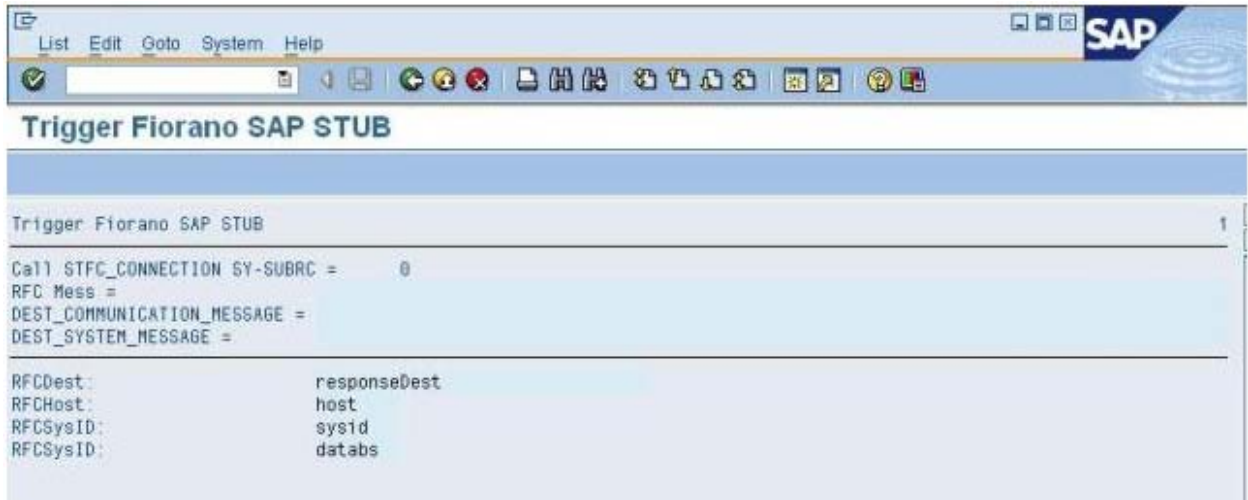 List Edit Goto System Help
SAP
Trigger Fiorano SAP STUB
Trigger Fiorano SAP STUB 1
Call STFC_CONNECTION SY-SUBRC = 0
RFC Mess =
DEST_COMMUNICATION_MESSAGE =
DEST_SYSTEM_MESSAGE =
RFCDest: responseDest
RFCHost: host
RFCSysID: sysid
RFCSysID: databs